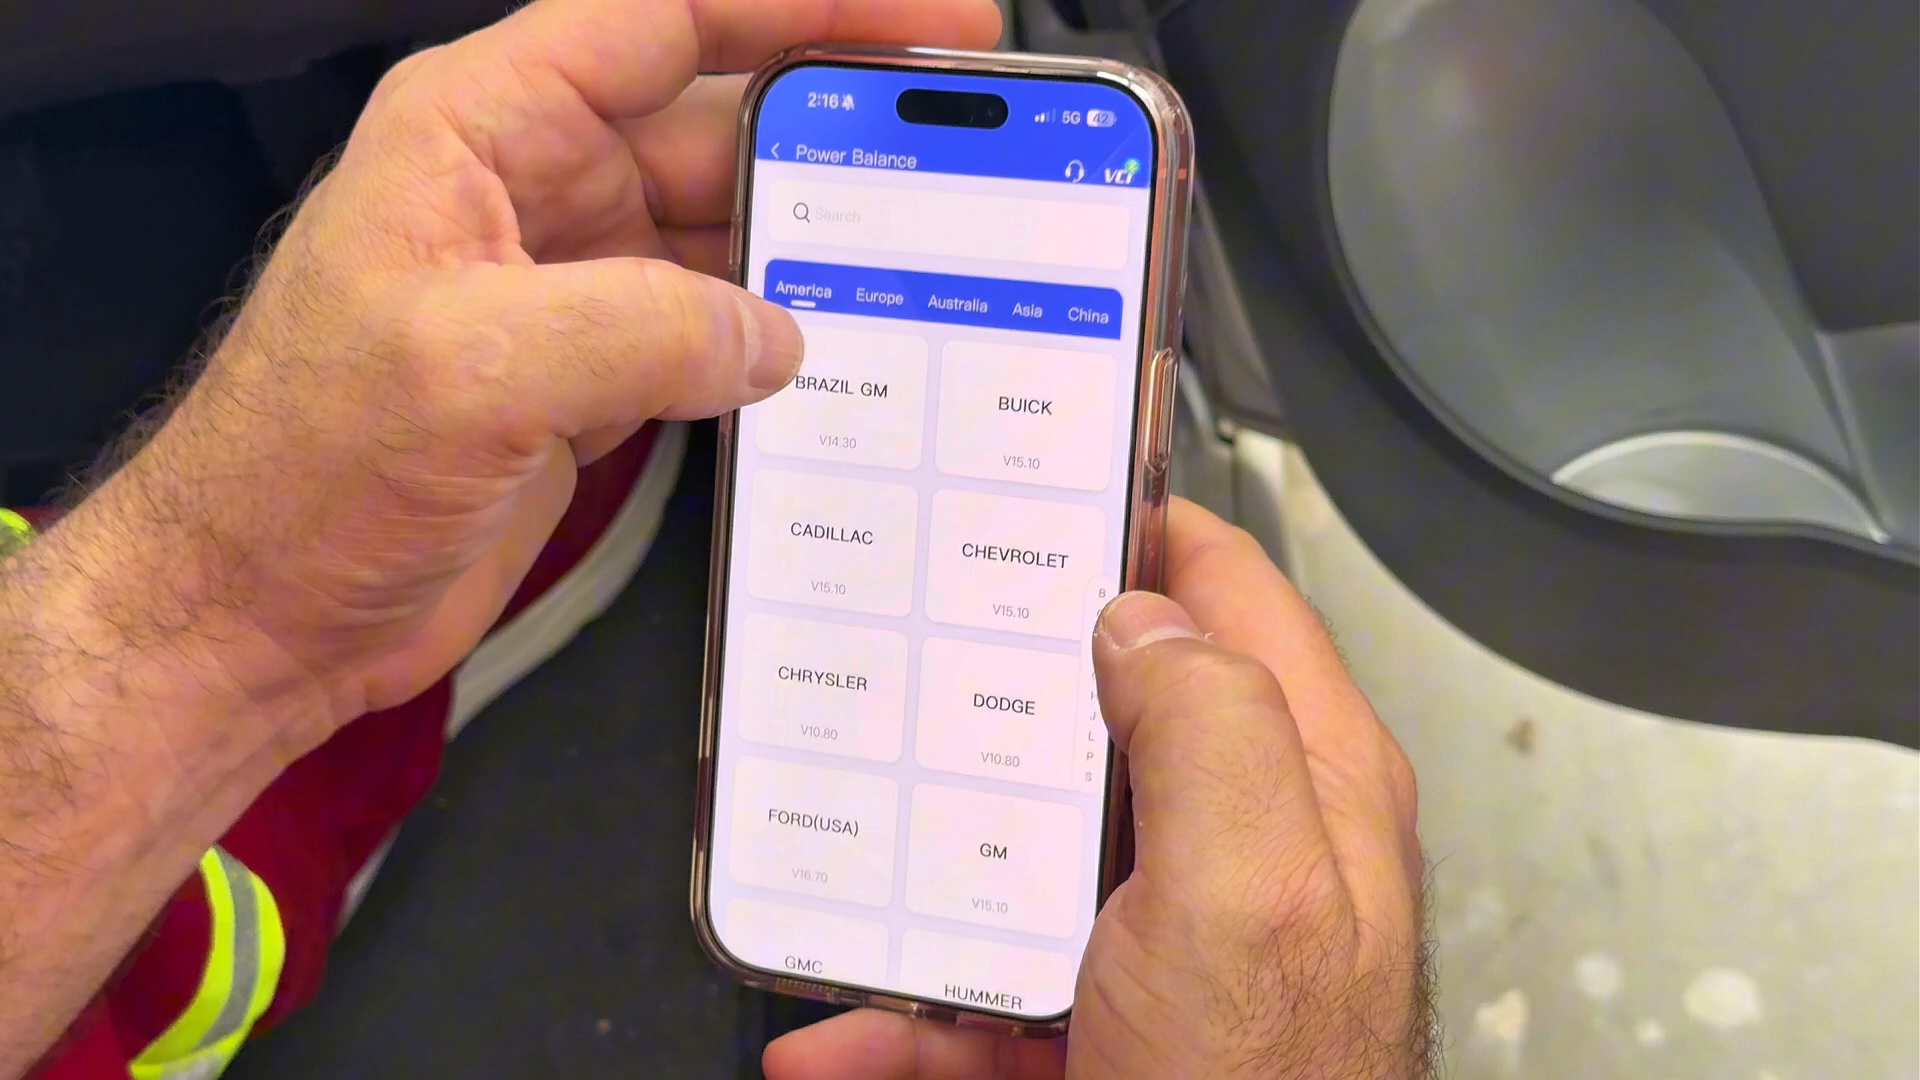 2:16
5G 42
Power Balance
VCI
Search
America Europe Australia Asia China
BRAZIL GM
V14.30
BUICK
V15.10
CADILLAC
V15.10
CHEVROLET
V15.10
CHRYSLER
V10.80
DODGE
V10.80
FORD(USA)
V16.70
GM
V15.10
GMC
HUMMER
B
J
L
P
S